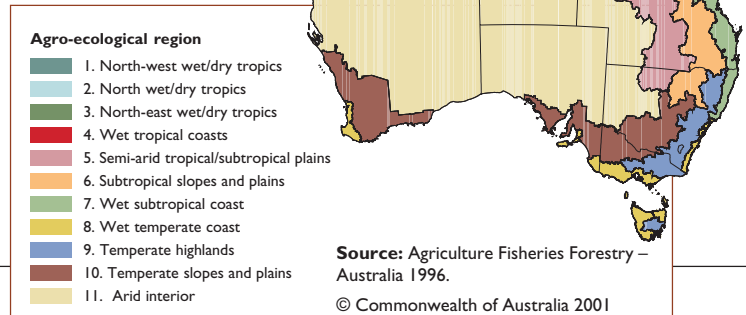 Agro-ecological region
1. North-west wet/dry tropics
2. North wet/dry tropics
3. North-east wet/dry tropics
4. Wet tropical coasts
5. Semi-arid tropical/subtropical plains
6. Subtropical slopes and plains
7. Wet subtropical coast
8. Wet temperate coast
9. Temperate highlands
10. Temperate slopes and plains
11. Arid interior
Source: Agriculture Fisheries Forestry –
Australia 1996.
© Commonwealth of Australia 2001